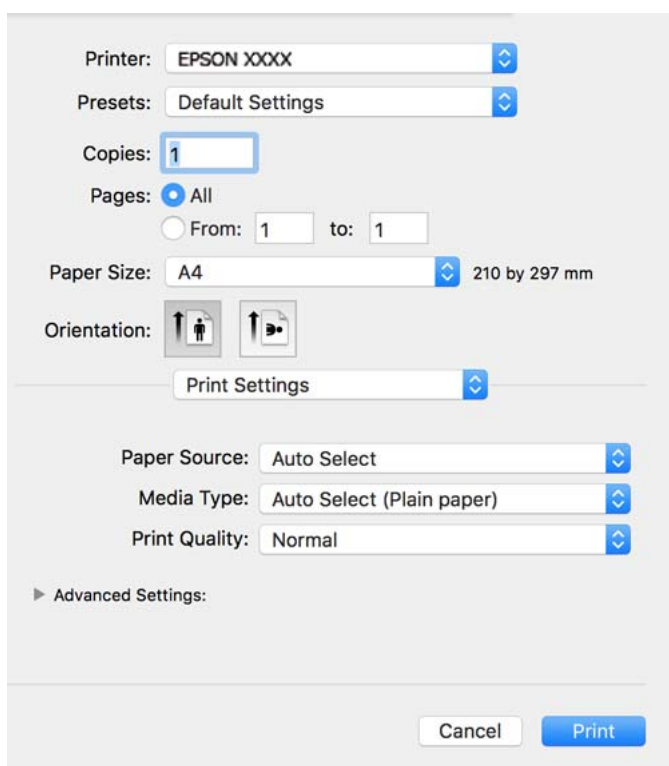 Printer: EPSON XXXX
Presets: Default Settings
Copies: 1
Pages: All
From: 1 to: 1
Paper Size: A4 210 by 297 mm
Orientation:
Print Settings
Paper Source: Auto Select
Media Type: Auto Select (Plain paper)
Print Quality: Normal
Advanced Settings:
Cancel Print